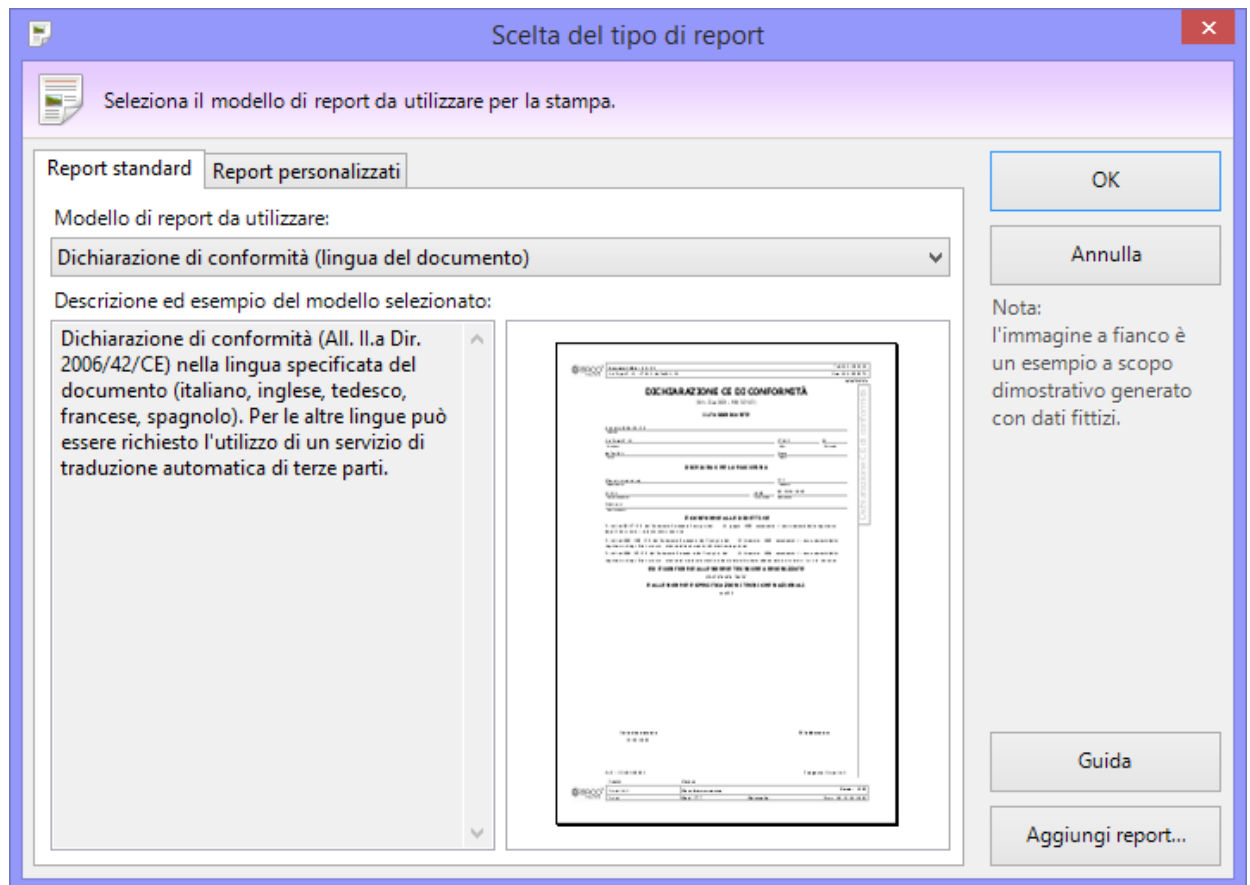 Scelta del tipo di report
Seleziona il modello di report da utilizzare per la stampa.
Report standard
Report personalizzati
Modello di report da utilizzare:
Dichiarazione di conformità (lingua del documento)
Descrizione ed esempio del modello selezionato:
Dichiarazione di conformità (All. II.a Dir.
2006/42/CE) nella lingua specificata del
documento (italiano, inglese, tedesco,
francese, spagnolo). Per le altre lingue può
essere richiesto l'utilizzo di un servizio di
traduzione automatica di terze parti.
DICHIARAZIONE CE DI CONFORMITÀ
Dichiarazione CE di conformità
OK
Annulla
Nota:
l'immagine a fianco è
un esempio a scopo
dimostrativo generato
con dati fittizi.
Guida
Aggiungi report...